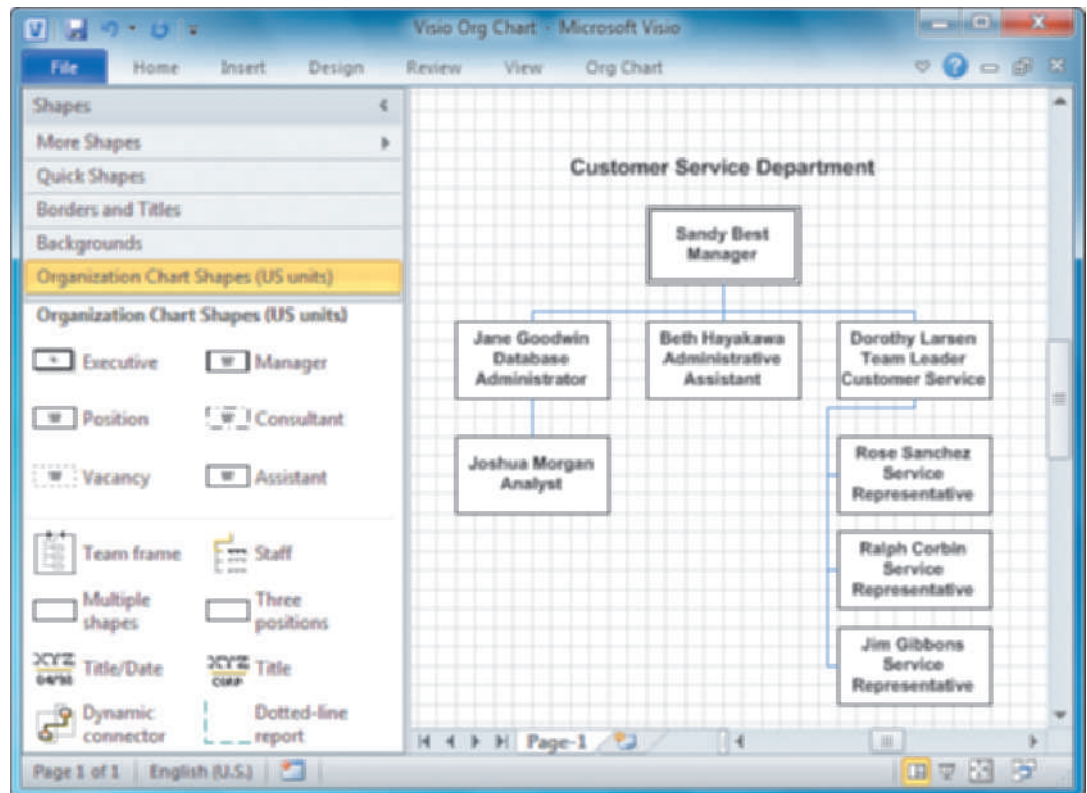 Visio Org Chart - Microsoft Visio
File Home Insert Design Review View Org Chart
Shapes
More Shapes
Quick Shapes
Borders and Titles
Backgrounds
Organization Chart Shapes (US units)
Organization Chart Shapes (US units)
Executive Manager
Position Consultant
Vacancy Assistant
Team frame Staff
Multiple
shapes
Three
positions
XYZ
04/98
Title/Date
XYZ
CORP
Title
Dynamic
connector
Dotted-line
report
Customer Service Department
Sandy Best
Manager
Jane Goodwin
Database
Administrator
Beth Hayakawa
Administrative
Assistant
Dorothy Larsen
Team Leader
Customer Service
Joshua Morgan
Analyst
Rose Sanchez
Service
Representative
Ralph Corbin
Service
Representative
Jim Gibbons
Service
Representative
Page-1
Page 1 of 1 English (U.S.)